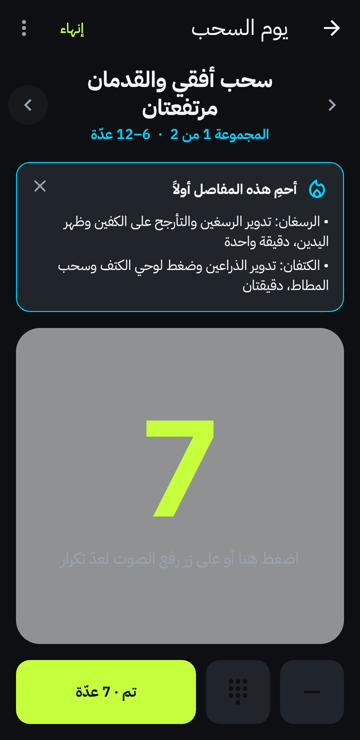 يوم السحب
إنهاء
سحب أفقي والقدمان
مرتفعتان
المجموعة 1 من 2 · 6–12 عدّة
أحمِ هذه المفاصل أولاً
• الرسغان: تدوير الرسغين والتأرجح على الكفين وظهر
اليدين، دقيقة واحدة
• الكتفان: تدوير الذراعين وضغط لوحي الكتف وسحب
المطاط، دقيقتان
7
اضغط هنا أو على زر رفع الصوت لعدّ تكرار
تم · 7 عدّة